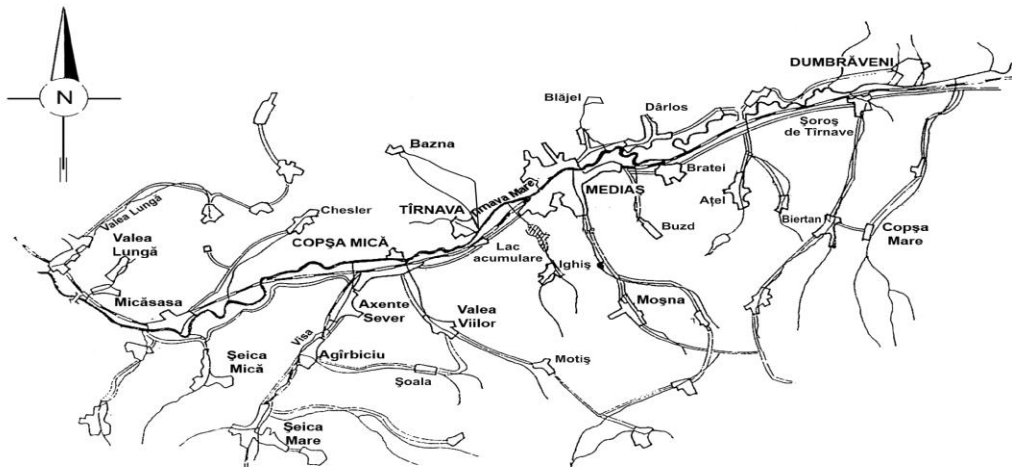 N
DUMBRĂVENI
Blăjel
Dârlos
Şoroş
de Tîrnave
Bazna
Bratei
MEDIAŞ
Tîrnava Mare
TÎRNAVA
Aţel
Valea Lungă
Chesler
Biertan
Buzd
Copşa
Mare
Valea
Lungă
COPŞA MICĂ
Lac
acumulare
Ighiş
Micăsasa
Axente
Sever
Valea
Viilor
Moşna
Visa
Şeica
Mică
Agîrbiciu
Motiş
Şoala
Şeica
Mare